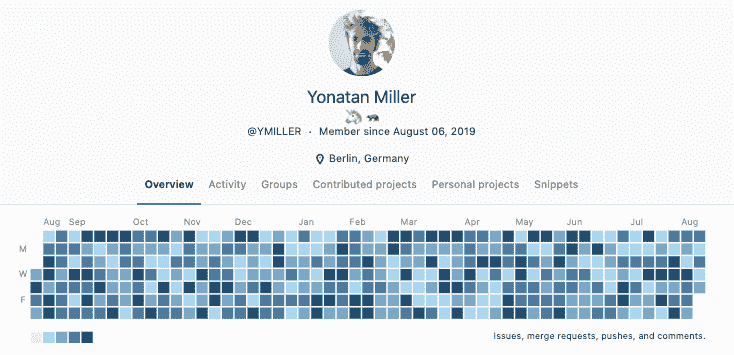 Yonatan Miller
@YMILLER · Member since August 06, 2019
Berlin, Germany
Overview Activity Groups Contributed projects Personal projects Snippets
Aug Sep Oct Nov Dec Jan Feb Mar Apr May Jun Jul Aug
M
W
F
Issues, merge requests, pushes, and comments.